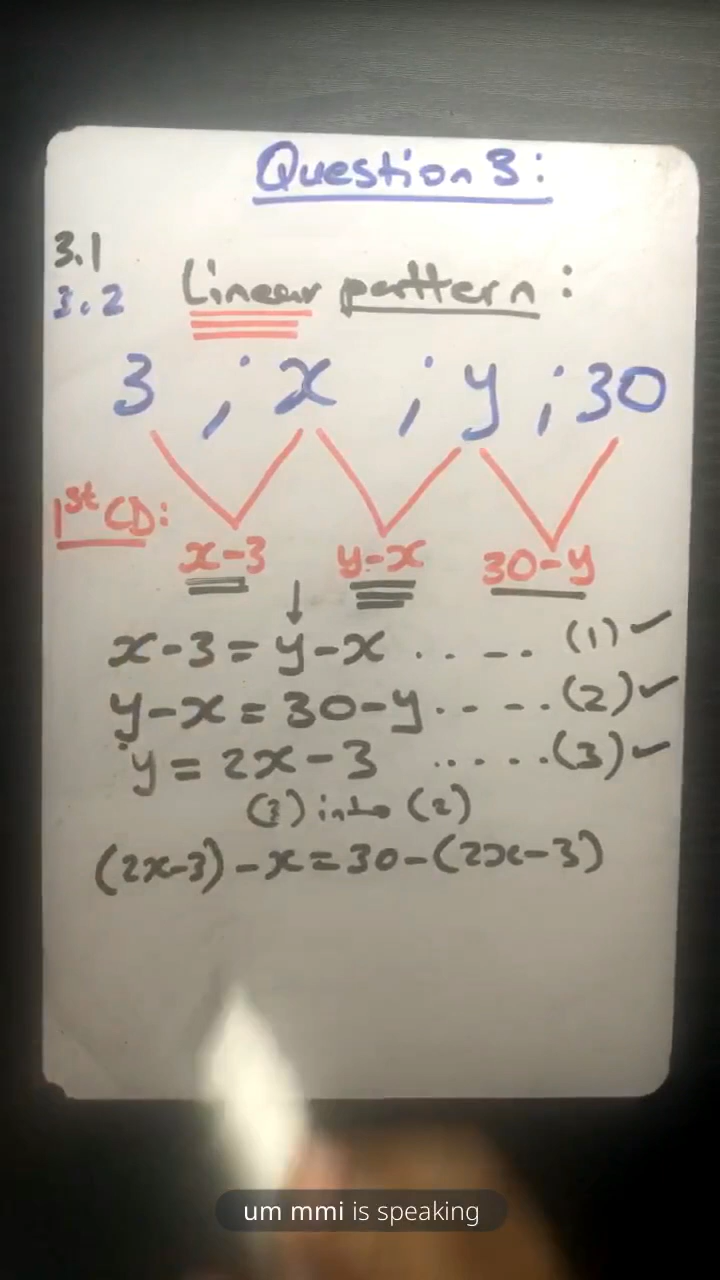 Question 3:
3.1
3.2
Linear pattern:
3 ; x ; y ; 30
1st CD:
x-3 y-x 30-y
x-3=y-x ..--- (1)✓
y-x=30-y.----(2)✓
y=2x-3 .....(3)✓
(3) into (2)
(2x-3)-x=30-(2x-3)
um mmi is speaking